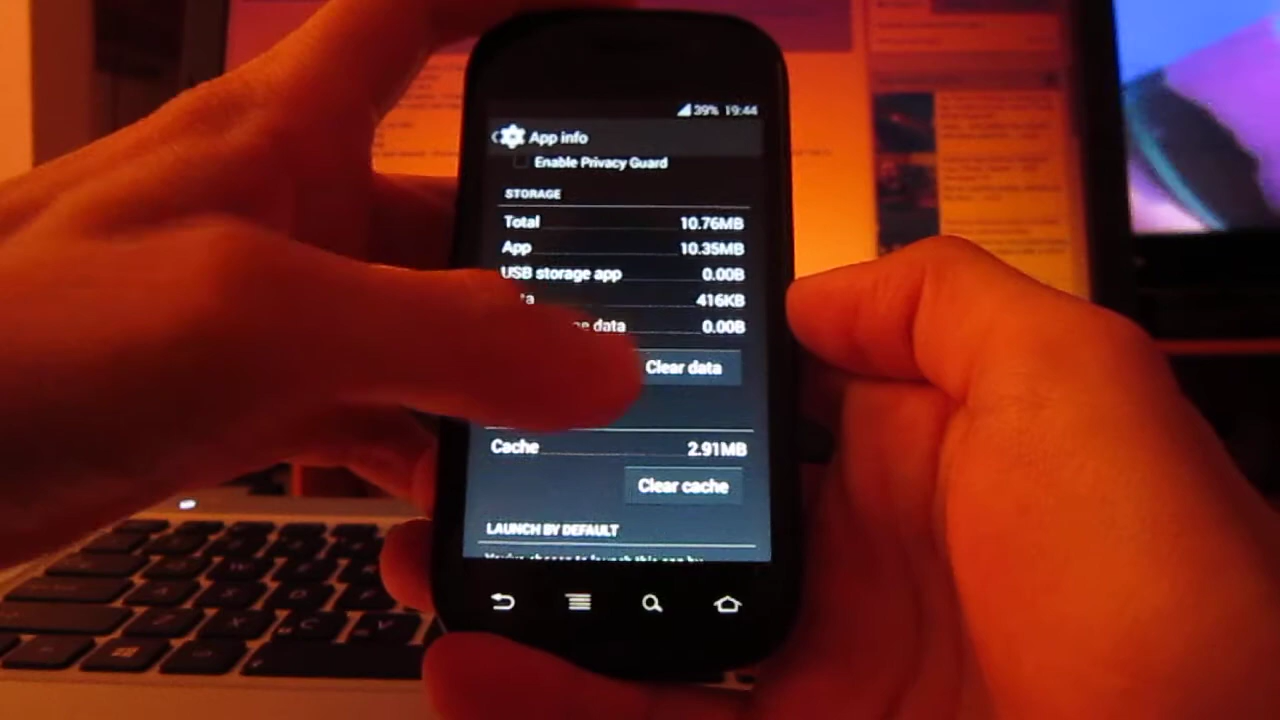 39% 19:44
App info
Enable Privacy Guard
STORAGE
Total 10.76MB
App 10.35MB
USB storage app 0.00B
ta 416KB
data 0.00B
Clear data
Cache 2.91MB
Clear cache
LAUNCH BY DEFAULT